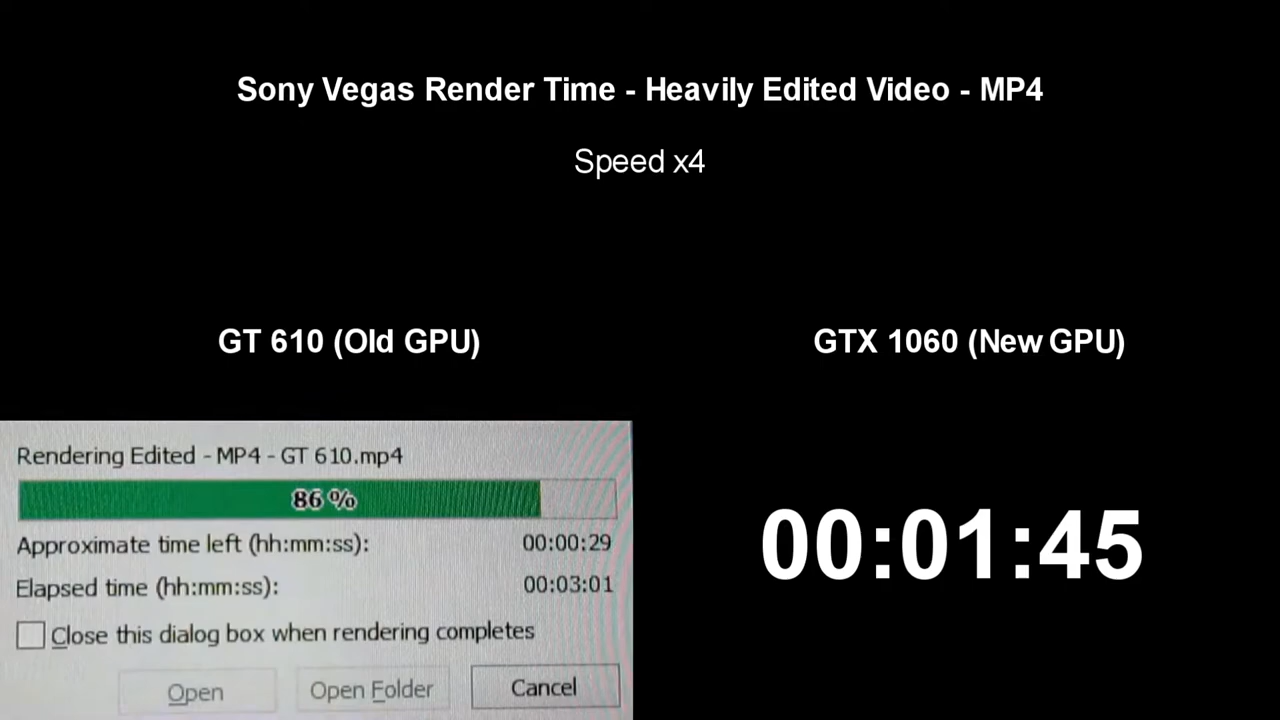 Sony Vegas Render Time - Heavily Edited Video - MP4
Speed x4
GT 610 (Old GPU)
GTX 1060 (New GPU)
Rendering Edited - MP4 - GT 610.mp4
86 %
Approximate time left (hh:mm:ss): 00:00:29
Elapsed time (hh:mm:ss): 00:03:01
Close this dialog box when rendering completes
Open Open Folder Cancel
00:01:45